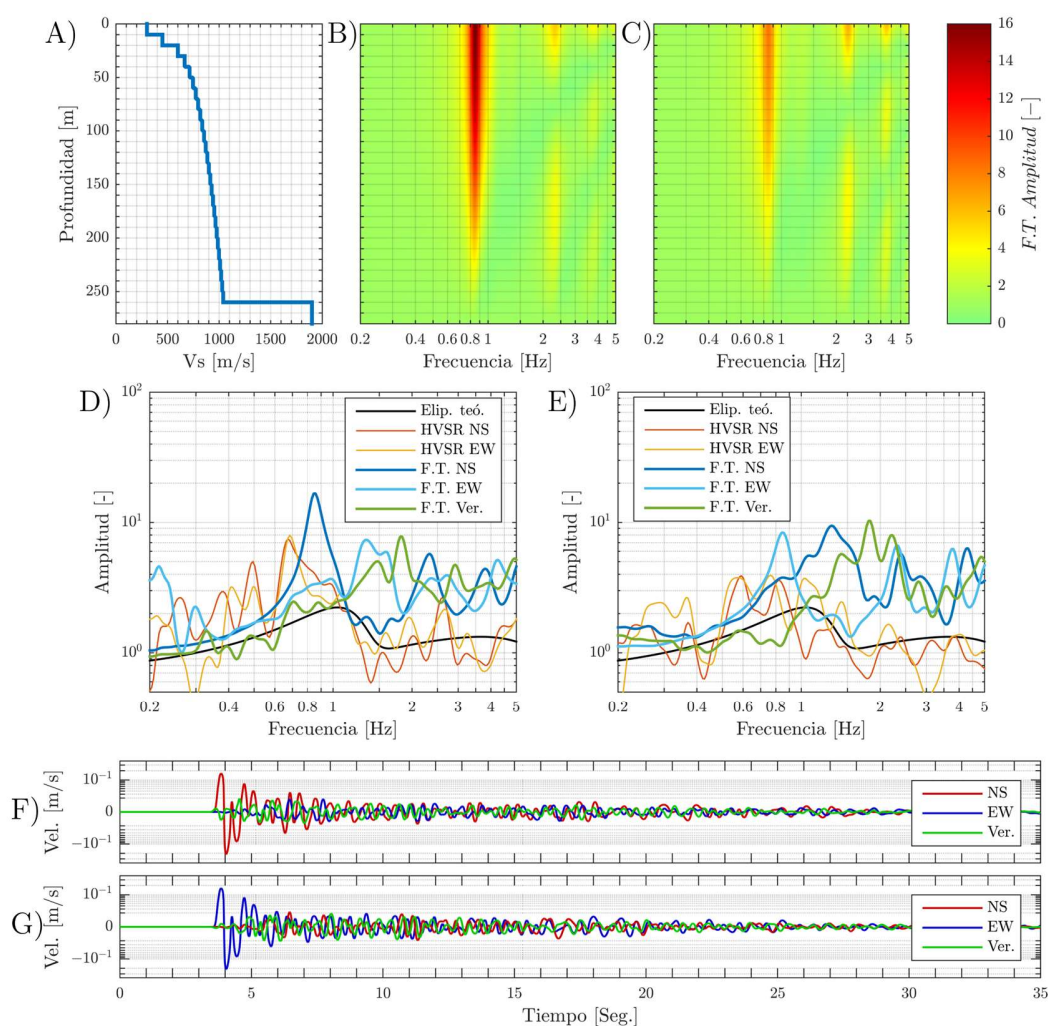 A)
B)
C)
0
50
100
150
200
250
Profundidad [m]
0 500 1000 1500 2000
Vs [m/s]
0.2 0.4 0.6 0.8 1 2 3 4 5
Frecuencia [Hz]
0.2 0.4 0.6 0.8 1 2 3 4 5
Frecuencia [Hz]
16
14
12
10
8
6
4
2
0
F.T. Amplitud [−]
D)
10^2
10^1
10^0
Amplitud [-]
Elip. teó.
HVSR NS
HVSR EW
F.T. NS
F.T. EW
F.T. Ver.
0.2 0.4 0.6 0.8 1 2 3 4 5
Frecuencia [Hz]
E)
10^2
10^1
10^0
Amplitud [-]
Elip. teó.
HVSR NS
HVSR EW
F.T. NS
F.T. EW
F.T. Ver.
0.2 0.4 0.6 0.8 1 2 3 4 5
Frecuencia [Hz]
F)
Vel. [m/s]
10^-1
0
−10^-1
NS
EW
Ver.
G)
Vel. [m/s]
10^-1
0
−10^-1
NS
EW
Ver.
0 5 10 15 20 25 30 35
Tiempo [Seg.]